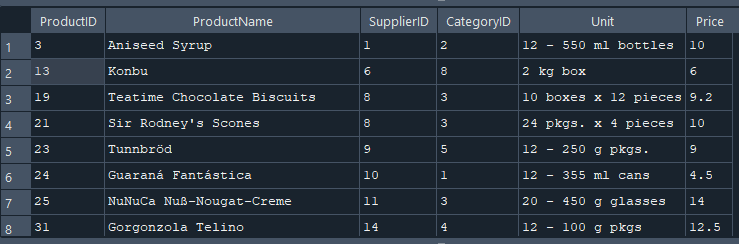 ProductID ProductName SupplierID CategoryID Unit Price
1 3 Aniseed Syrup 1 2 12 - 550 ml bottles 10
2 13 Konbu 6 8 2 kg box 6
3 19 Teatime Chocolate Biscuits 8 3 10 boxes x 12 pieces 9.2
4 21 Sir Rodney's Scones 8 3 24 pkgs. x 4 pieces 10
5 23 Tunnbröd 9 5 12 - 250 g pkgs. 9
6 24 Guaraná Fantástica 10 1 12 - 355 ml cans 4.5
7 25 NuNuCa Nuß-Nougat-Creme 11 3 20 - 450 g glasses 14
8 31 Gorgonzola Telino 14 4 12 - 100 g pkgs 12.5